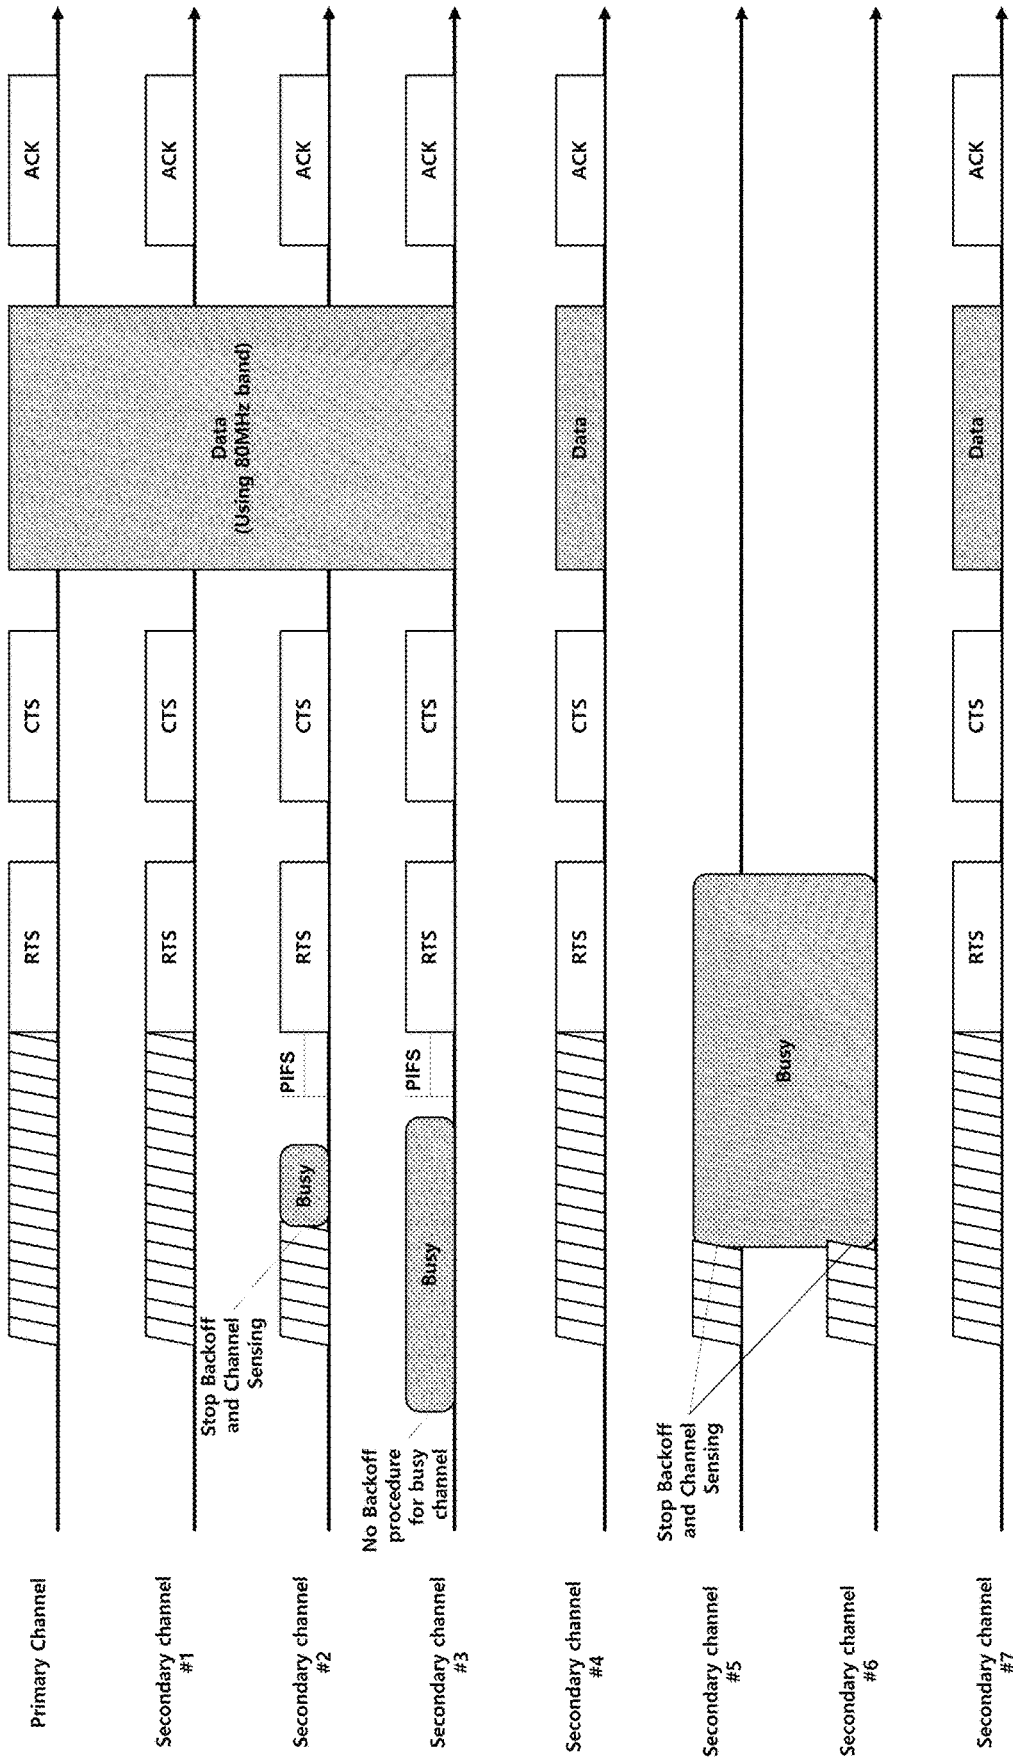 Primary Channel
RTS
CTS
ACK
Secondary channel
#1
RTS
CTS
ACK
Stop Backoff
and Channel
Sensing
Data
(Using 80MHz band)
Secondary channel
#2
Busy
PIFS
RTS
CTS
ACK
No Backoff
procedure
for busy
channel
Secondary channel
#3
Busy
PIFS
RTS
CTS
ACK
Secondary channel
#4
RTS
CTS
Data
ACK
Stop Backoff
and Channel
Sensing
Secondary channel
#5
Busy
Secondary channel
#6
Secondary channel
#7
RTS
CTS
Data
ACK